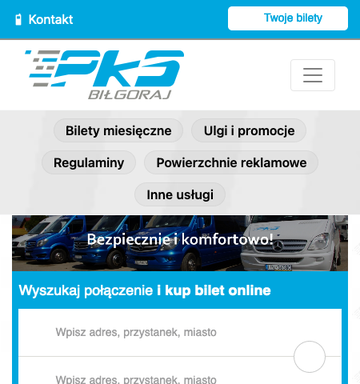 Kontakt
Twoje bilety
PKS
BIŁGORAJ
Bilety miesięczne
Ulgi i promocje
Regulaminy
Powierzchnie reklamowe
Inne usługi
Bezpiecznie i komfortowo!
Wyszukaj połączenie i kup bilet online
Wpisz adres, przystanek, miasto
Wpisz adres, przystanek, miasto